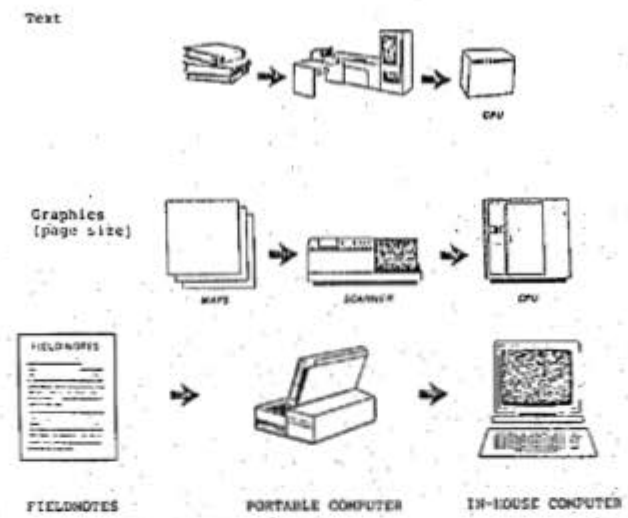 Text
CPU
Graphics
(page size)
MAPS
SCANNER
CPU
FIELDNOTES
FIELDNOTES
PORTABLE COMPUTER
IN-HOUSE COMPUTER